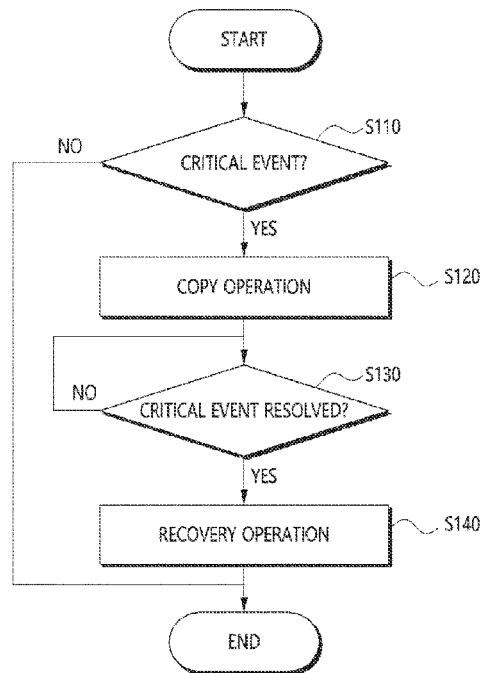 START
S110
NO
CRITICAL EVENT?
YES
COPY OPERATION
S120
S130
NO
CRITICAL EVENT RESOLVED?
YES
RECOVERY OPERATION
S140
END